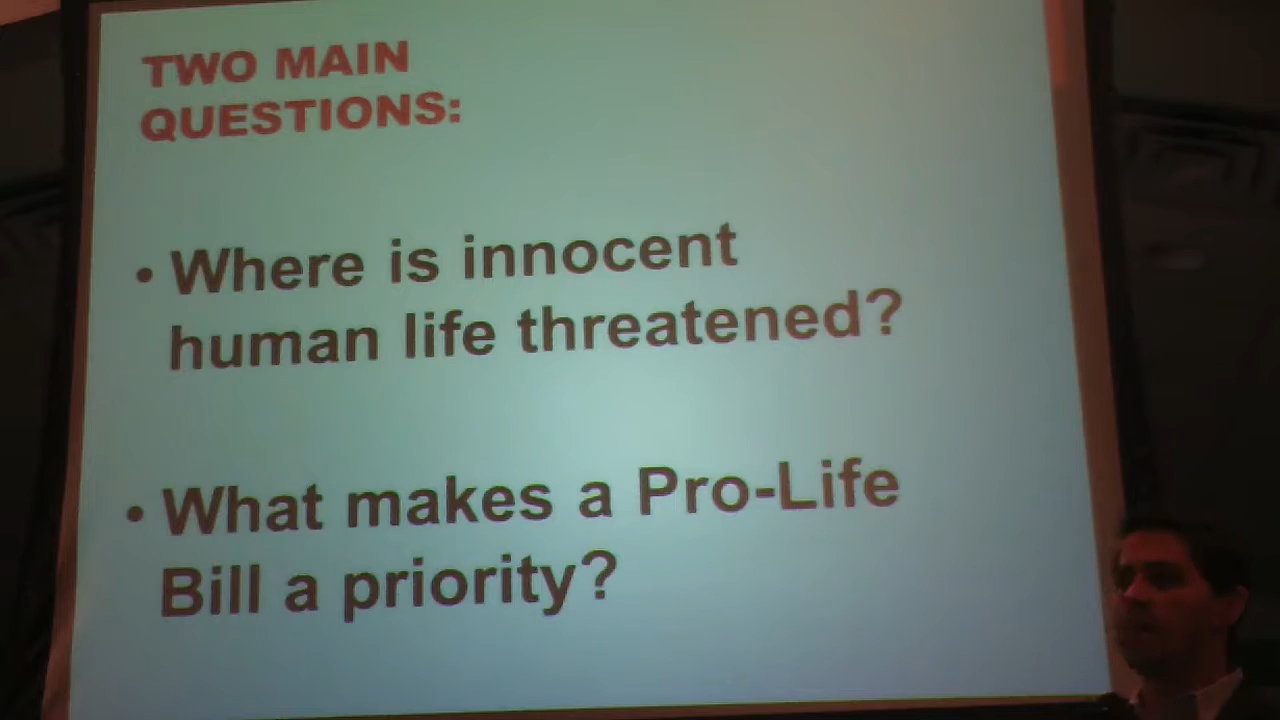 TWO MAIN
QUESTIONS:
• Where is innocent
human life threatened?
• What makes a Pro-Life
Bill a priority?